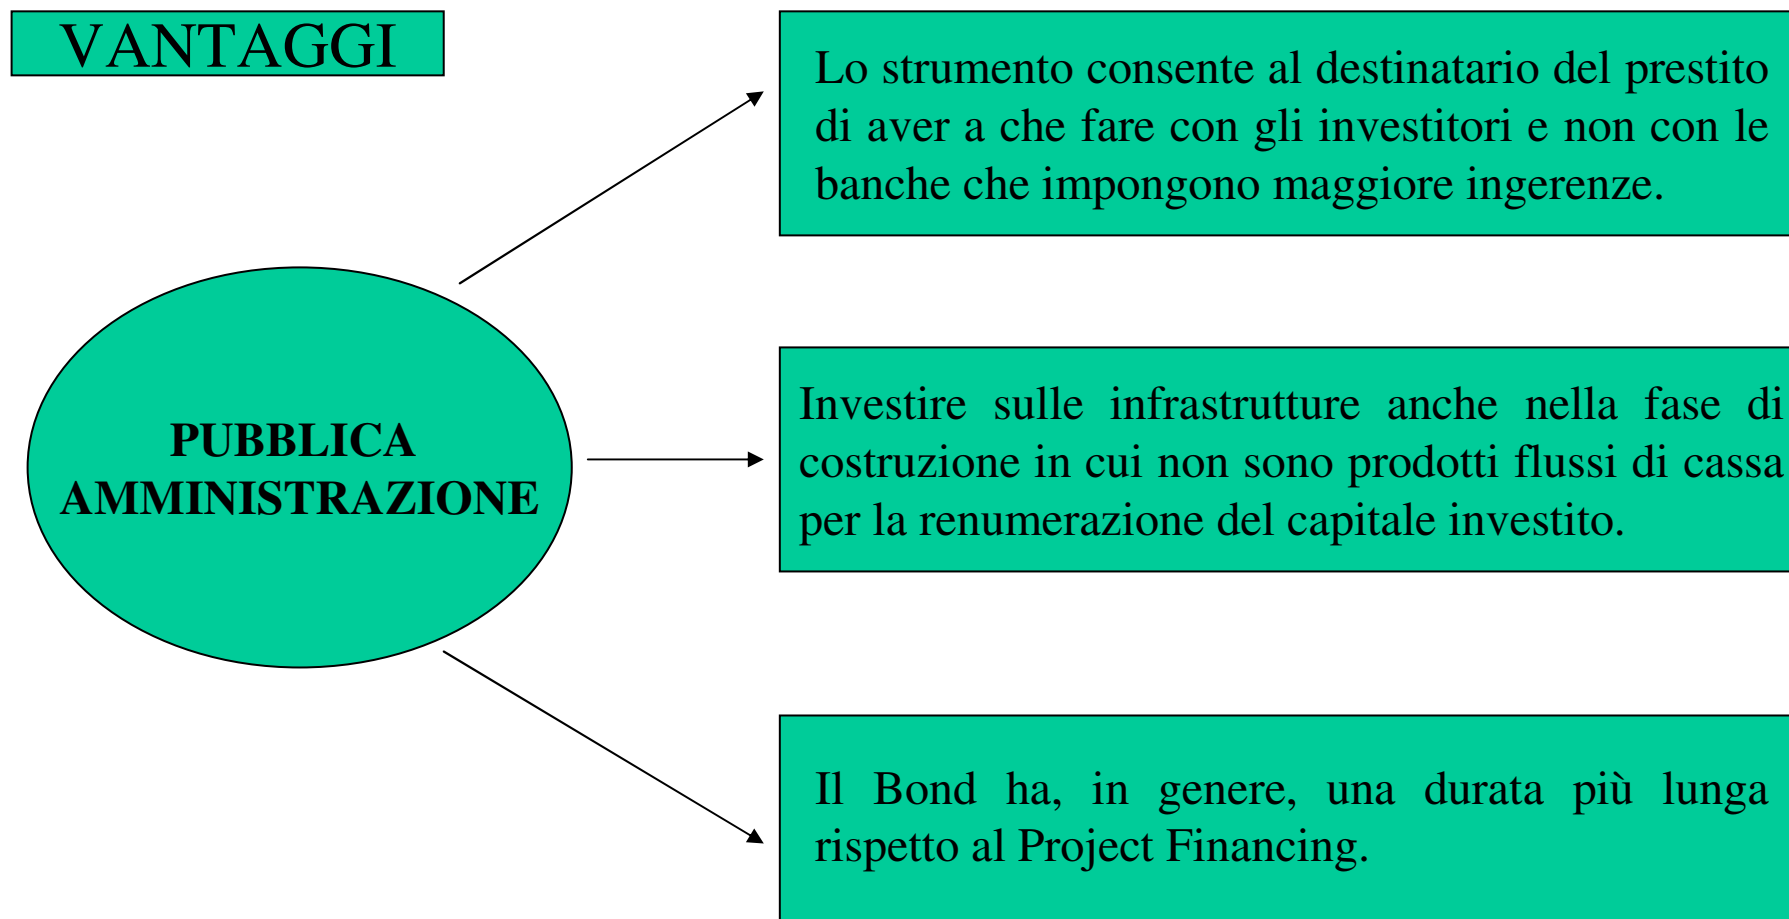 VANTAGGI
Lo strumento consente al destinatario del prestito
di aver a che fare con gli investitori e non con le
banche che impongono maggiore ingerenze.
PUBBLICA
AMMINISTRAZIONE
Investire sulle infrastrutture anche nella fase di
costruzione in cui non sono prodotti flussi di cassa
per la renumerazione del capitale investito.
Il Bond ha, in genere, una durata più lunga
rispetto al Project Financing.